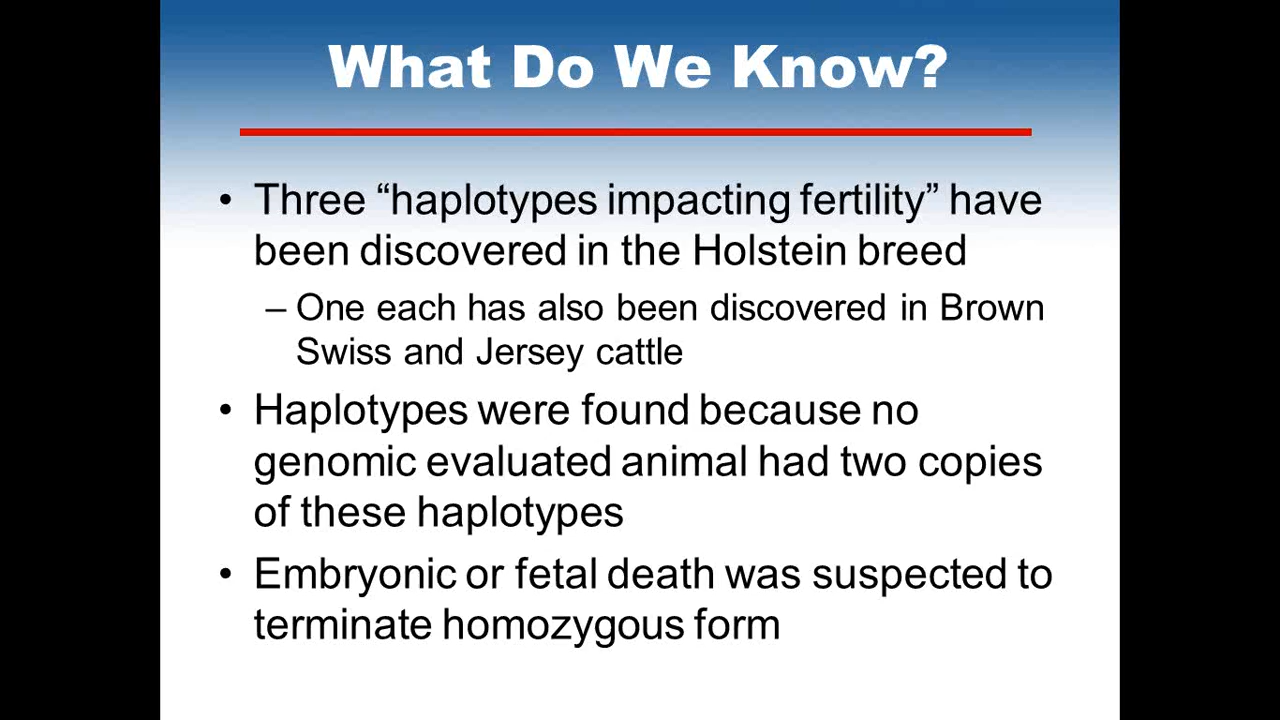 What Do We Know?
• Three “haplotypes impacting fertility” have
been discovered in the Holstein breed
– One each has also been discovered in Brown
Swiss and Jersey cattle
• Haplotypes were found because no
genomic evaluated animal had two copies
of these haplotypes
• Embryonic or fetal death was suspected to
terminate homozygous form